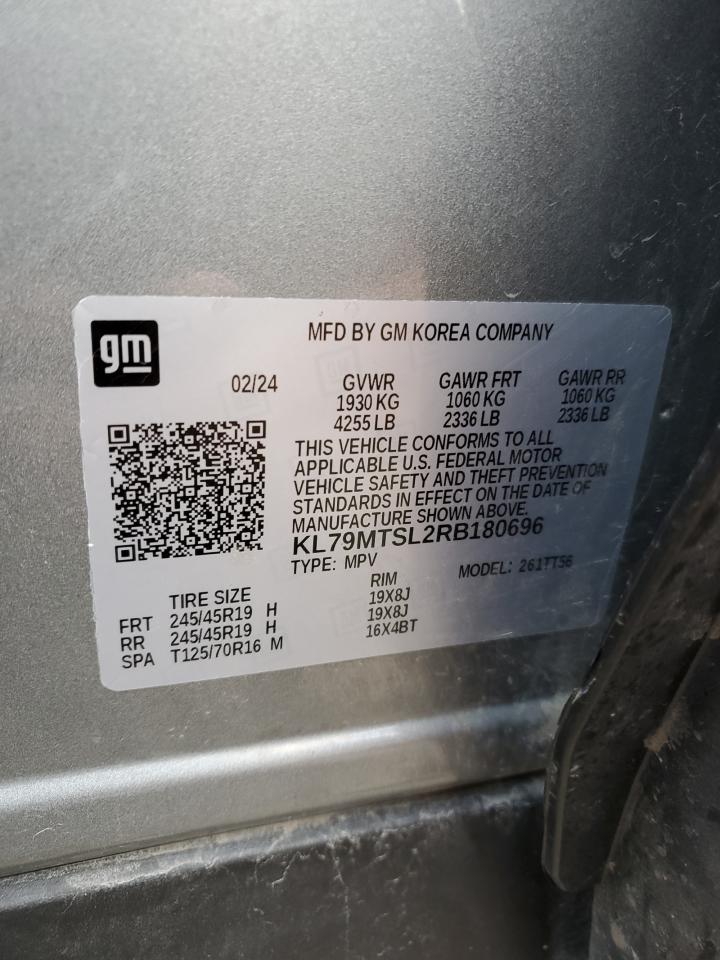 gm
MFD BY GM KOREA COMPANY
02/24
GVWR GAWR FRT GAWR RR
1930 KG 1060 KG 1060 KG
4255 LB 2336 LB 2336 LB
THIS VEHICLE CONFORMS TO ALL
APPLICABLE U.S. FEDERAL MOTOR
VEHICLE SAFETY AND THEFT PREVENTION
STANDARDS IN EFFECT ON THE DATE OF
MANUFACTURE SHOWN ABOVE.
KL79MTSL2RB180696
TYPE: MPV MODEL: 261TT56
TIRE SIZE RIM
FRT 245/45R19 H 19X8J
RR 245/45R19 H 19X8J
SPA T125/70R16 M 16X4BT